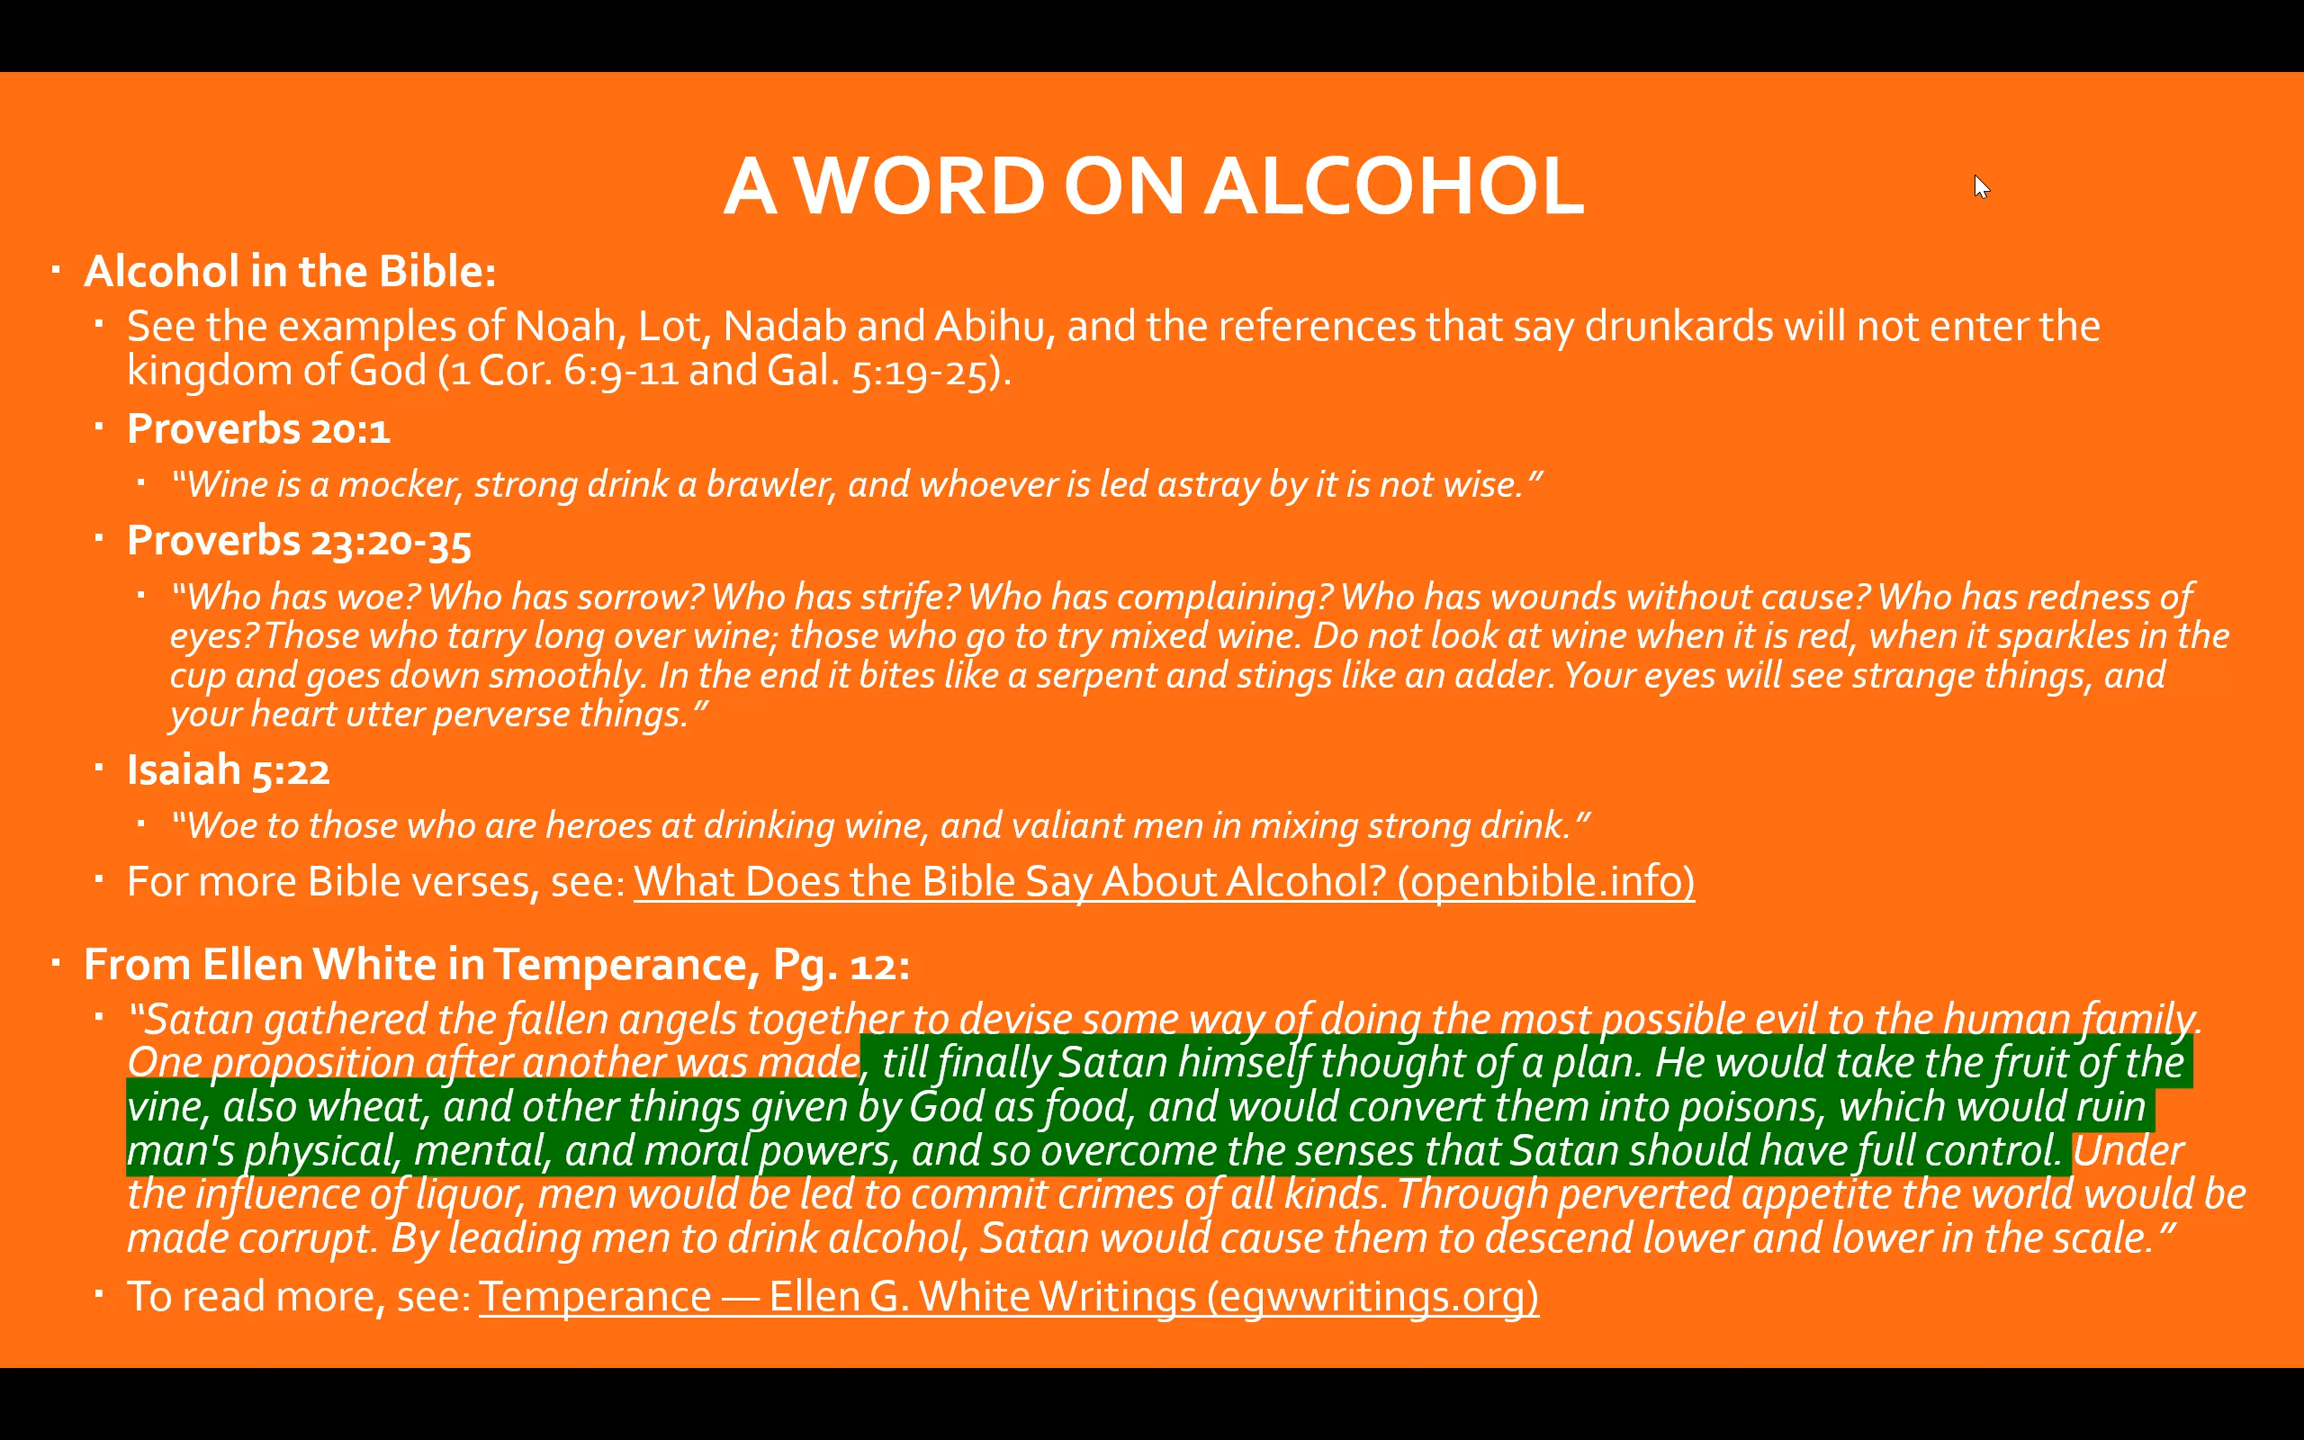 A WORD ON ALCOHOL
▪ Alcohol in the Bible:
▪ See the examples of Noah, Lot, Nadab and Abihu, and the references that say drunkards will not enter the
kingdom of God (1 Cor. 6:9-11 and Gal. 5:19-25).
▪ Proverbs 20:1
▪ “Wine is a mocker, strong drink a brawler, and whoever is led astray by it is not wise.”
▪ Proverbs 23:20-35
▪ “Who has woe? Who has sorrow? Who has strife? Who has complaining? Who has wounds without cause? Who has redness of
eyes? Those who tarry long over wine; those who go to try mixed wine. Do not look at wine when it is red, when it sparkles in the
cup and goes down smoothly. In the end it bites like a serpent and stings like an adder. Your eyes will see strange things, and
your heart utter perverse things.”
▪ Isaiah 5:22
▪ “Woe to those who are heroes at drinking wine, and valiant men in mixing strong drink.”
▪ For more Bible verses, see: What Does the Bible Say About Alcohol? (openbible.info)
▪ From Ellen White in Temperance, Pg. 12:
▪ “Satan gathered the fallen angels together to devise some way of doing the most possible evil to the human family.
One proposition after another was made, till finally Satan himself thought of a plan. He would take the fruit of the
vine, also wheat, and other things given by God as food, and would convert them into poisons, which would ruin
man's physical, mental, and moral powers, and so overcome the senses that Satan should have full control. Under
the influence of liquor, men would be led to commit crimes of all kinds. Through perverted appetite the world would be
made corrupt. By leading men to drink alcohol, Satan would cause them to descend lower and lower in the scale.”
▪ To read more, see: Temperance — Ellen G. White Writings (egwwritings.org)